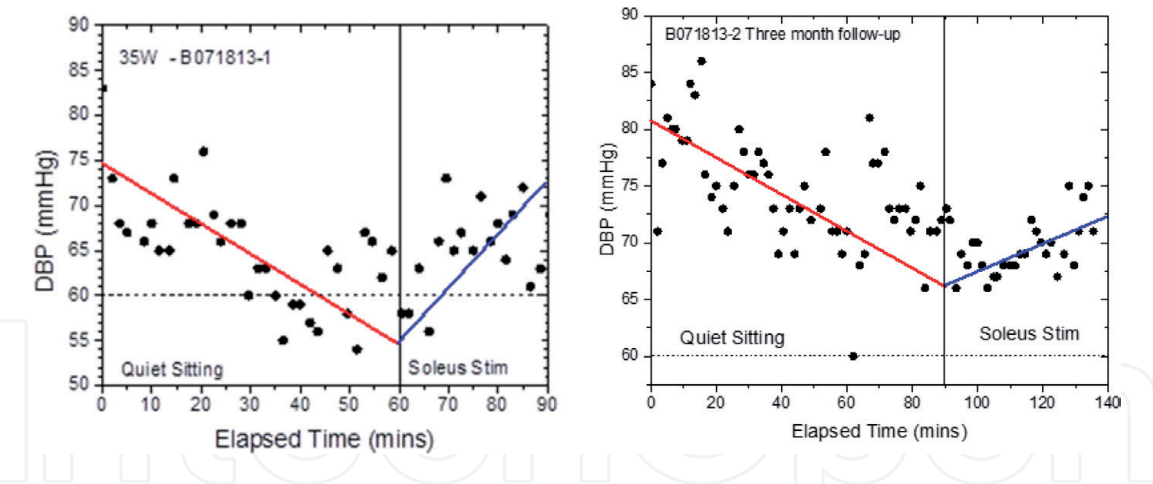 90
85
80
75
70
65
60
55
50
DBP (mmHg)
35W - B071813-1
Quiet Sitting
Soleus Stim
0 10 20 30 40 50 60 70 80 90
Elapsed Time (mins)
90
85
80
75
70
65
60
DBP (mmHg)
B071813-2 Three month follow-up
Quiet Sitting
Soleus Stim
0 20 40 60 80 100 120 140
Elapsed Time (mins)